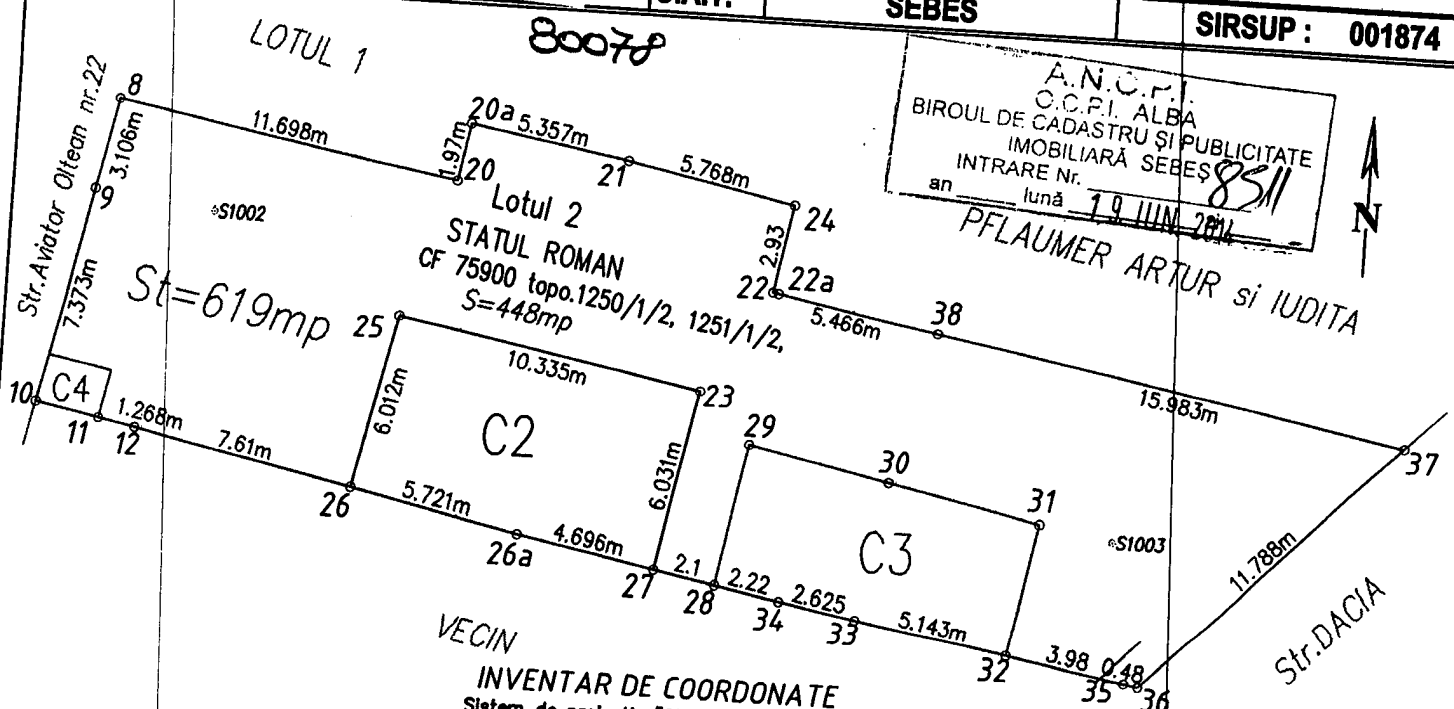 SEBES
SIRSUP : 001874
LOTUL 1
80078
A.N.C.P.I.
O.C.P.I. ALBA
BIROUL DE CADASTRU ŞI PUBLICITATE
IMOBILIARĂ SEBEŞ
INTRARE Nr. 8511
an lună 19 IUN. 2014
N
PFLAUMER ARTUR si IUDITA
Str.Aviator Oltean nr.22
8
3.106m
9
7.373m
10
11.698m
1.97m
20a
20
5.357m
21
5.768m
24
2.93
22
22a
5.466m
38
15.983m
37
S1002
Lotul 2
STATUL ROMAN
CF 75900 topo.1250/1/2, 1251/1/2,
S=448mp
St=619mp
25
10.335m
23
6.012m
C2
6.031m
C4
11
1.268m
12
7.61m
26
5.721m
26a
4.696m
27
2.1
28
2.22
34
2.625
33
5.143m
32
3.98
0.48
35
36
29
30
31
C3
S1003
11.788m
Str.DACIA
VECIN
INVENTAR DE COORDONATE